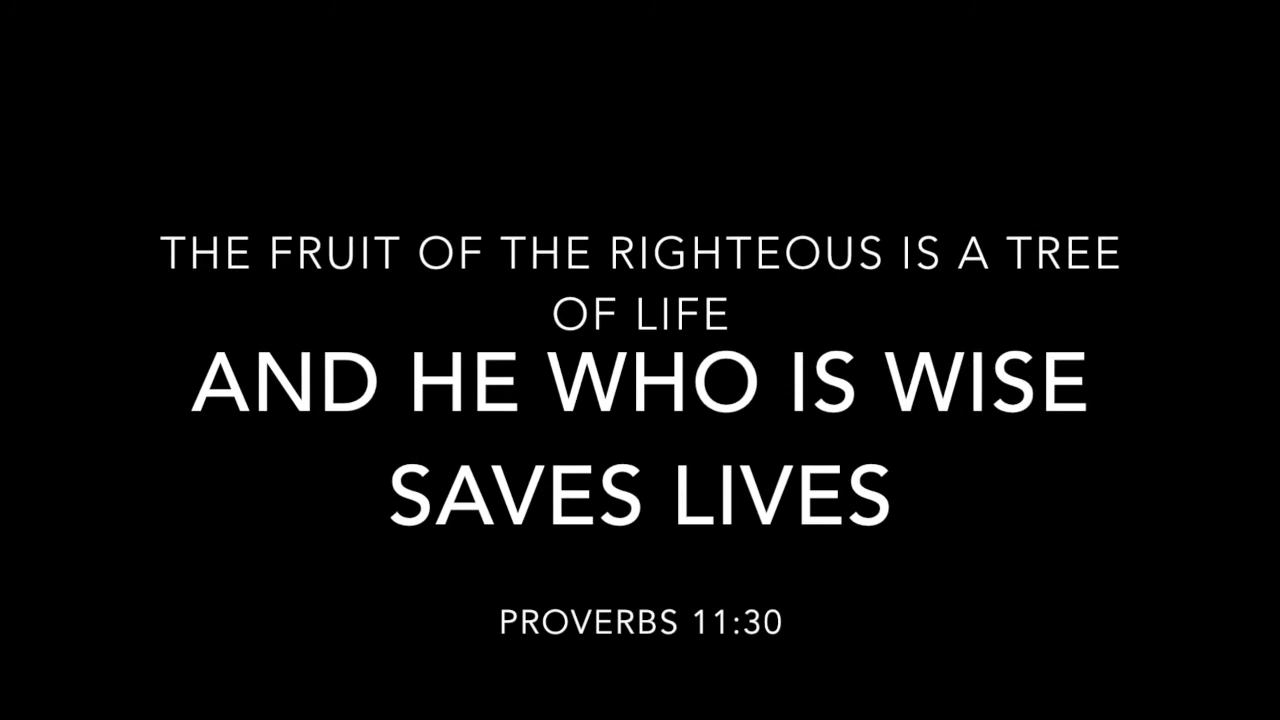 THE FRUIT OF THE RIGHTEOUS IS A TREE
OF LIFE
AND HE WHO IS WISE
SAVES LIVES
PROVERBS 11:30